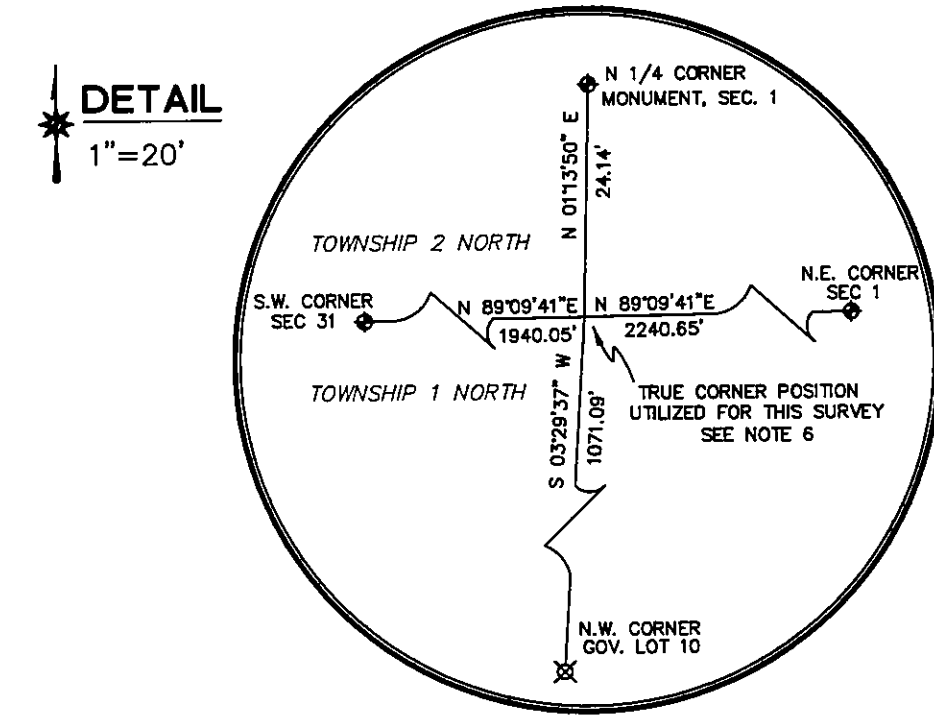 DETAIL
1"=20'
N 1/4 CORNER
MONUMENT, SEC. 1
N 01°13'50" E
24.14'
TOWNSHIP 2 NORTH
S.W. CORNER
SEC 31
N 89°09'41"E
1940.05'
N 89°09'41"E
2240.65'
N.E. CORNER
SEC 1
TOWNSHIP 1 NORTH
S 03°29'37" W
1071.09'
TRUE CORNER POSITION
UTILIZED FOR THIS SURVEY
SEE NOTE 6
N.W. CORNER
GOV. LOT 10